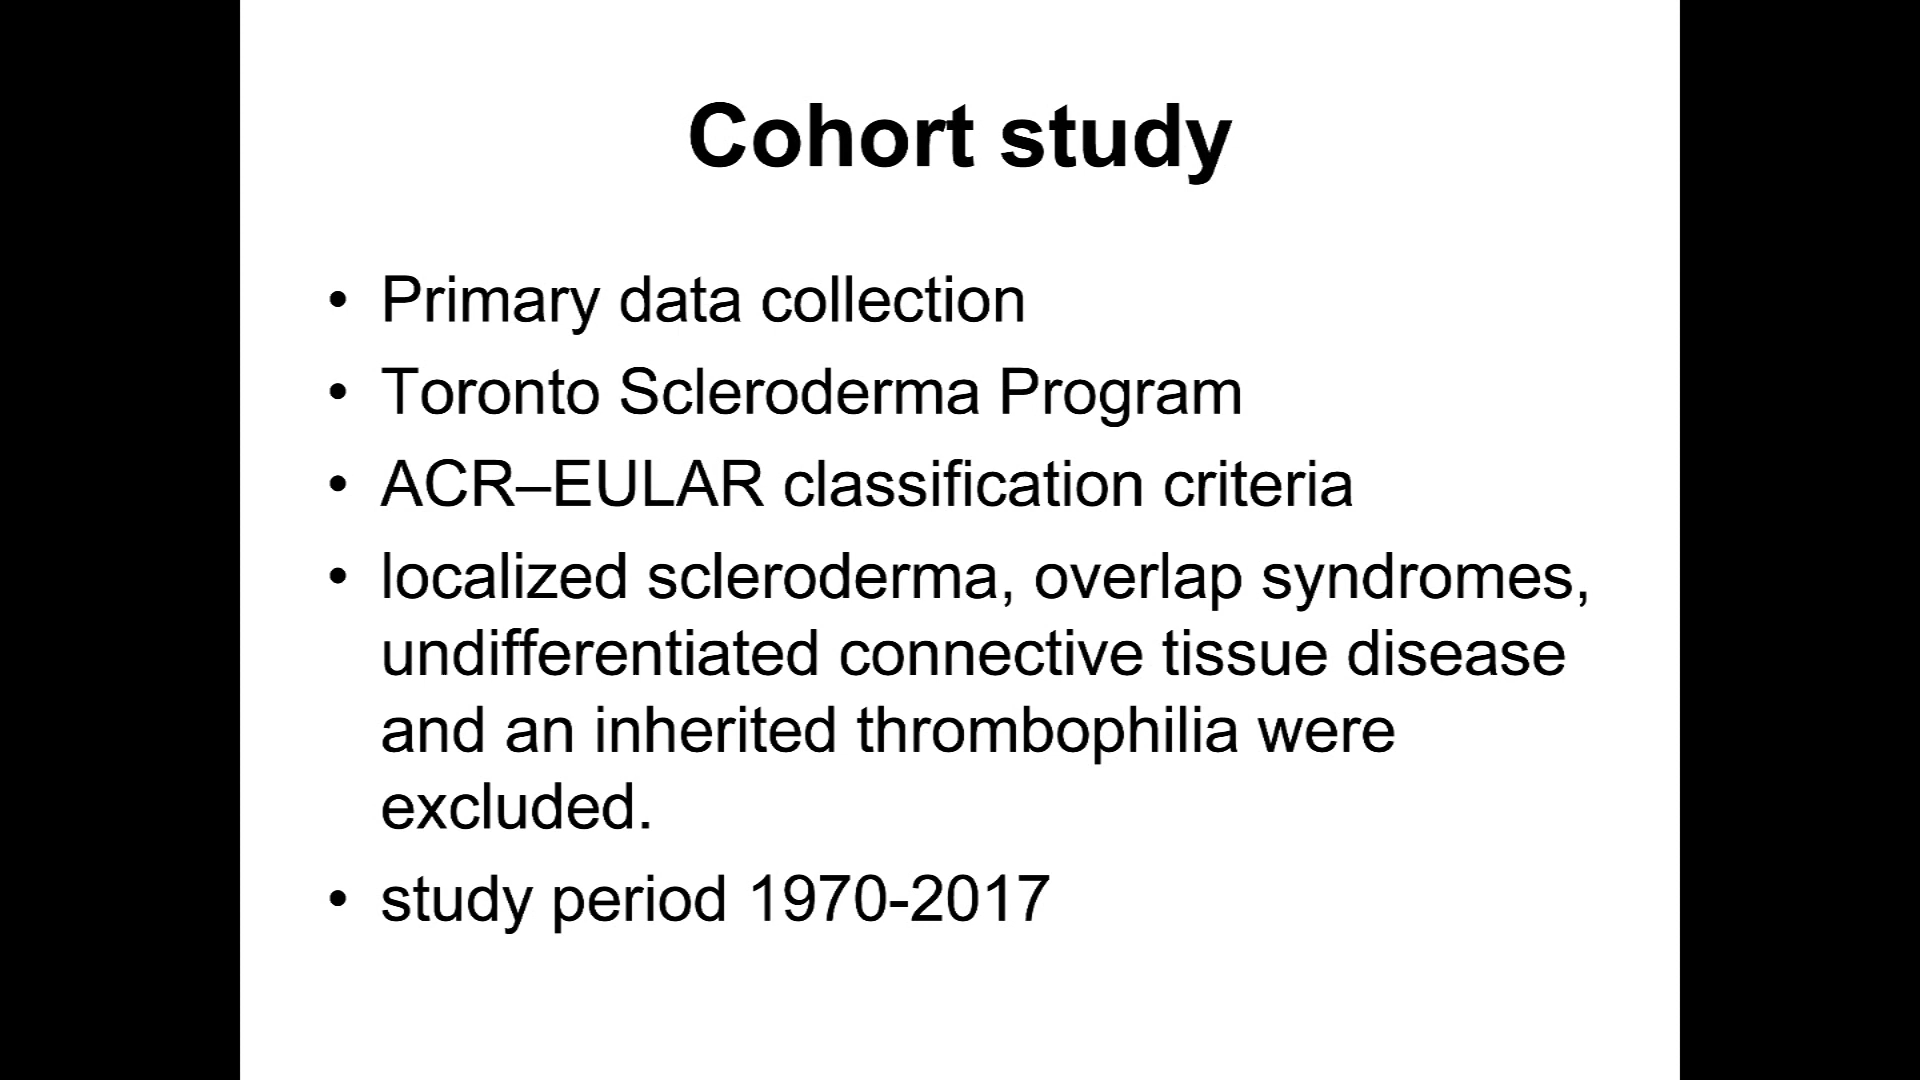 Cohort study
• Primary data collection
• Toronto Scleroderma Program
• ACR–EULAR classification criteria
• localized scleroderma, overlap syndromes,
undifferentiated connective tissue disease
and an inherited thrombophilia were
excluded.
• study period 1970-2017